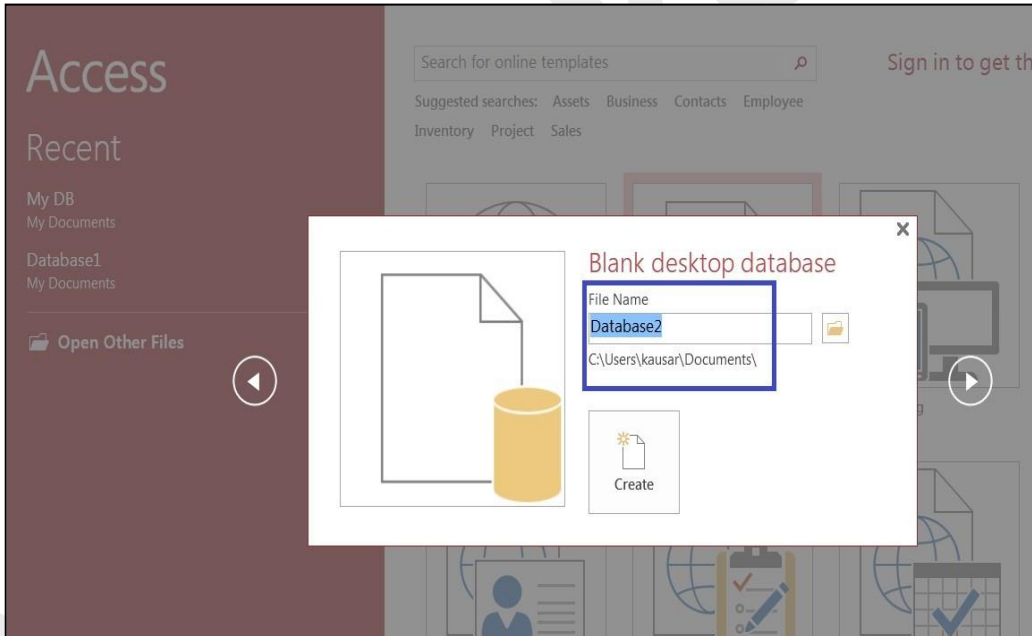 Access
Recent
My DB
My Documents
Database1
My Documents
Open Other Files
Search for online templates
Sign in to get th
Suggested searches: Assets Business Contacts Employee
Inventory Project Sales
Blank desktop database
File Name
Database2
C:\Users\kausar\Documents\
Create